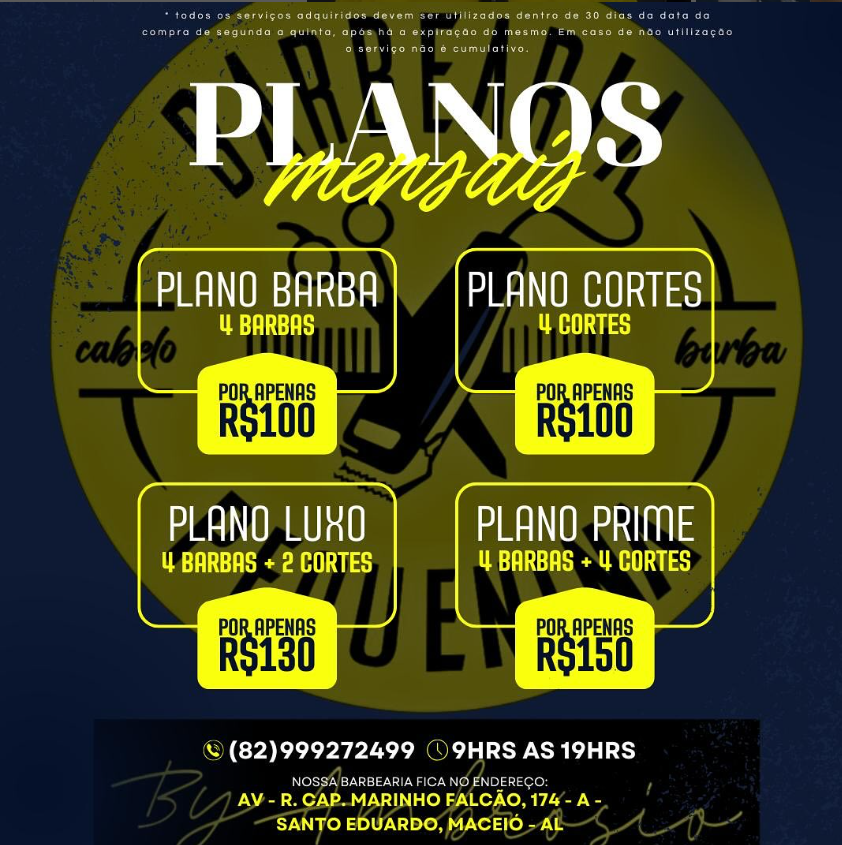 * todos os serviços adquiridos devem ser utilizados dentro de 30 dias da data da
compra de segunda a quinta, após há a expiração do mesmo. Em caso de não utilização
o serviço não é cumulativo.
BARBEARIA
PLANOS
mensais
PLANO BARBA
4 BARBAS
POR APENAS
R$100
PLANO CORTES
4 CORTES
POR APENAS
R$100
cabelo
barba
PLANO LUXO
4 BARBAS + 2 CORTES
POR APENAS
R$130
PLANO PRIME
4 BARBAS + 4 CORTES
POR APENAS
R$150
(82)999272499 9HRS AS 19HRS
NOSSA BARBEARIA FICA NO ENDEREÇO:
AV - R. CAP. MARINHO FALCÃO, 174 - A -
SANTO EDUARDO, MACEIÓ - AL
By Ambrosio